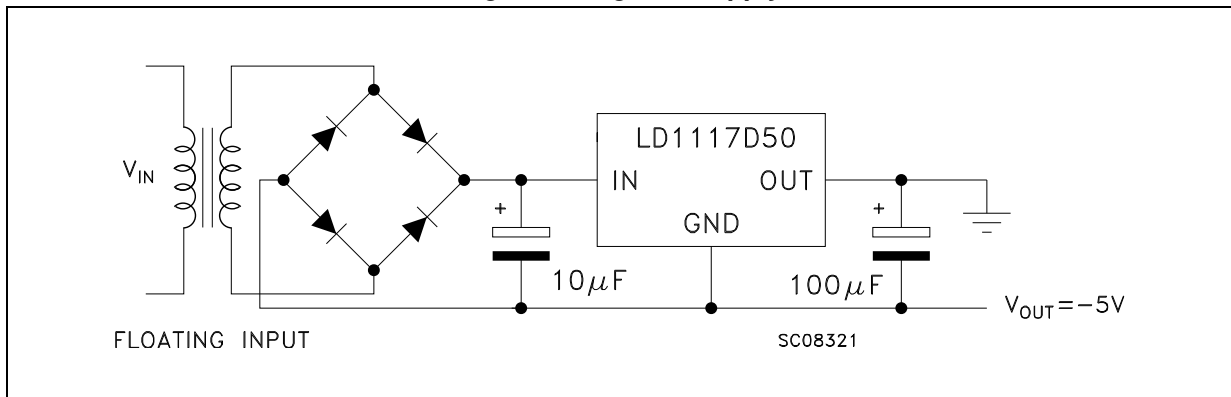 LD1117D50
V_IN
IN
OUT
+
+
GND
10μF
100μF
V_OUT=-5V
FLOATING INPUT
SC08321